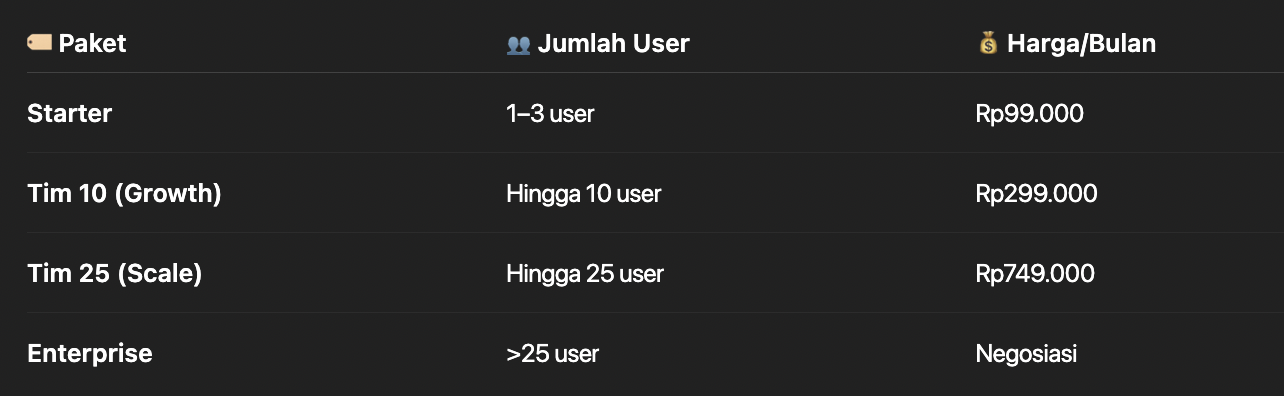 🏷️ Paket 👥 Jumlah User 💰 Harga/Bulan
Starter 1–3 user Rp99.000
Tim 10 (Growth) Hingga 10 user Rp299.000
Tim 25 (Scale) Hingga 25 user Rp749.000
Enterprise >25 user Negosiasi